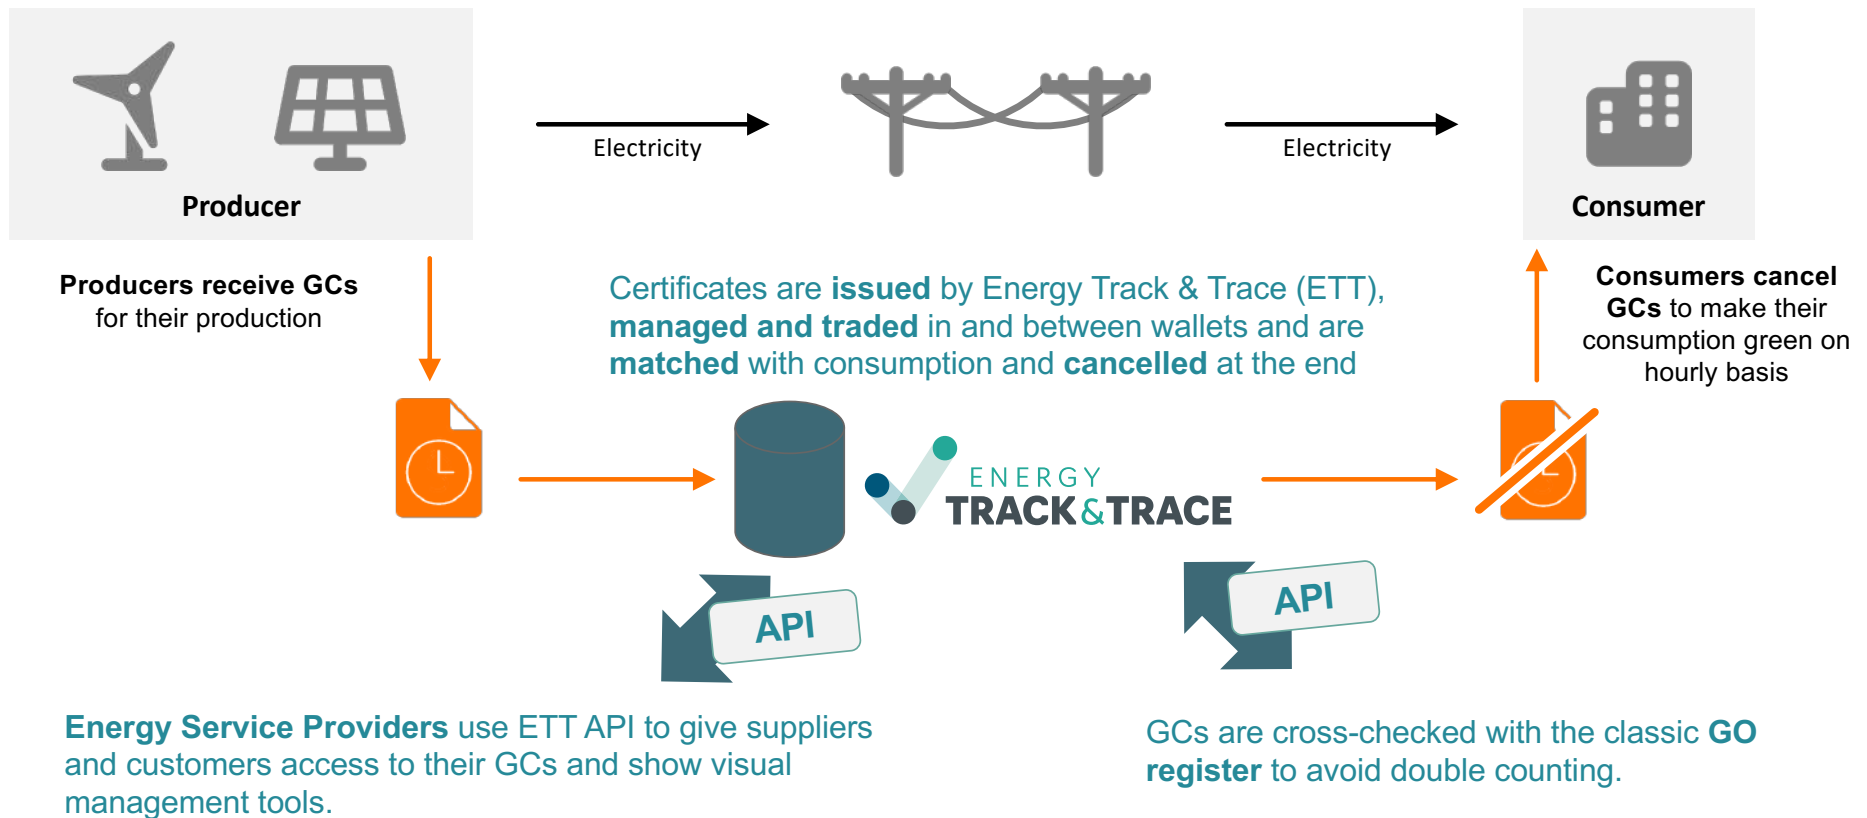 Electricity
Electricity
Producer
Consumer
Producers receive GCs
for their production
Certificates are issued by Energy Track & Trace (ETT),
managed and traded in and between wallets and are
matched with consumption and cancelled at the end
Consumers cancel
GCs to make their
consumption green on
hourly basis
ENERGY
TRACK&TRACE
API
API
Energy Service Providers use ETT API to give suppliers
and customers access to their GCs and show visual
management tools.
GCs are cross-checked with the classic GO
register to avoid double counting.